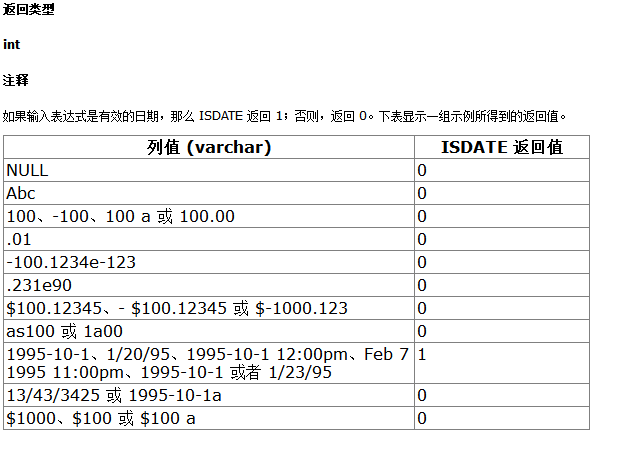 返回类型
int
注释
如果输入表达式是有效的日期，那么 ISDATE 返回 1；否则，返回 0。下表显示一组示例所得到的返回值。
列值 (varchar) ISDATE 返回值
NULL 0
Abc 0
100、-100、100 a 或 100.00 0
.01 0
-100.1234e-123 0
.231e90 0
$100.12345、- $100.12345 或 $-1000.123 0
as100 或 1a00 0
1995-10-1、1/20/95、1995-10-1 12:00pm、Feb 7 1
1995 11:00pm、1995-10-1 或者 1/23/95
13/43/3425 或 1995-10-1a 0
$1000、$100 或 $100 a 0